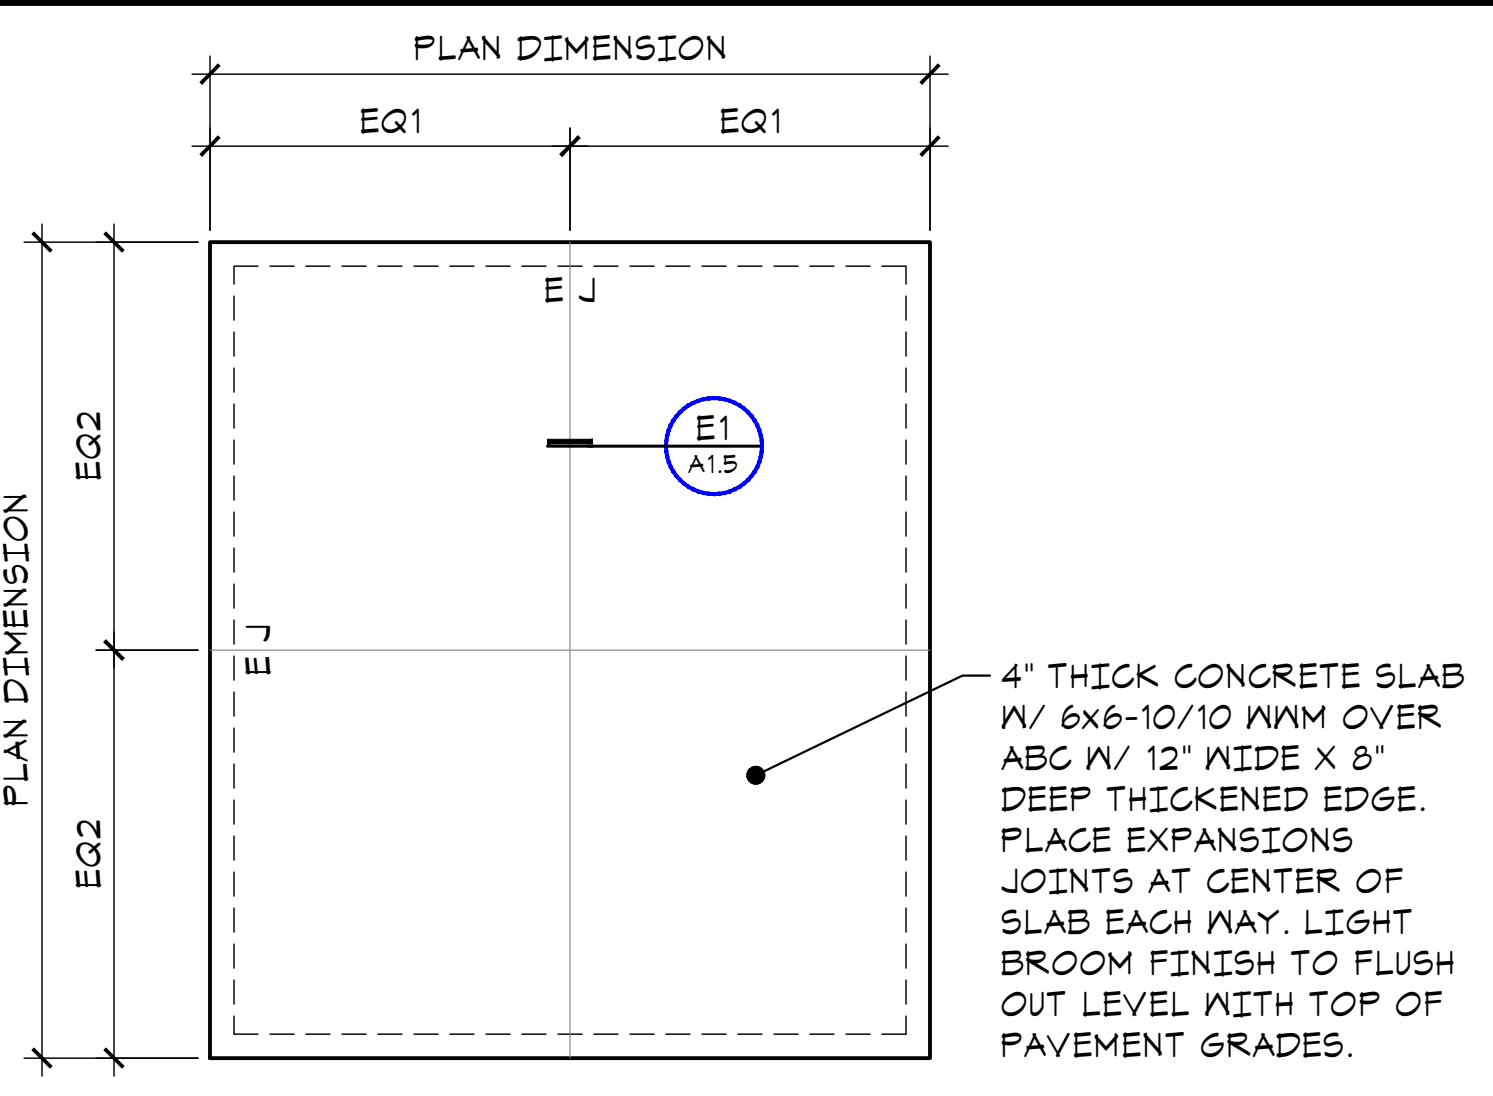 PLAN DIMENSION
EQ1 EQ1
E J
EQ2
E1
A1.5
PLAN DIMENSION
E J
EQ2
4" THICK CONCRETE SLAB
W/ 6x6-10/10 WWM OVER
ABC W/ 12" WIDE X 8"
DEEP THICKENED EDGE.
PLACE EXPANSIONS
JOINTS AT CENTER OF
SLAB EACH WAY. LIGHT
BROOM FINISH TO FLUSH
OUT LEVEL WITH TOP OF
PAVEMENT GRADES.